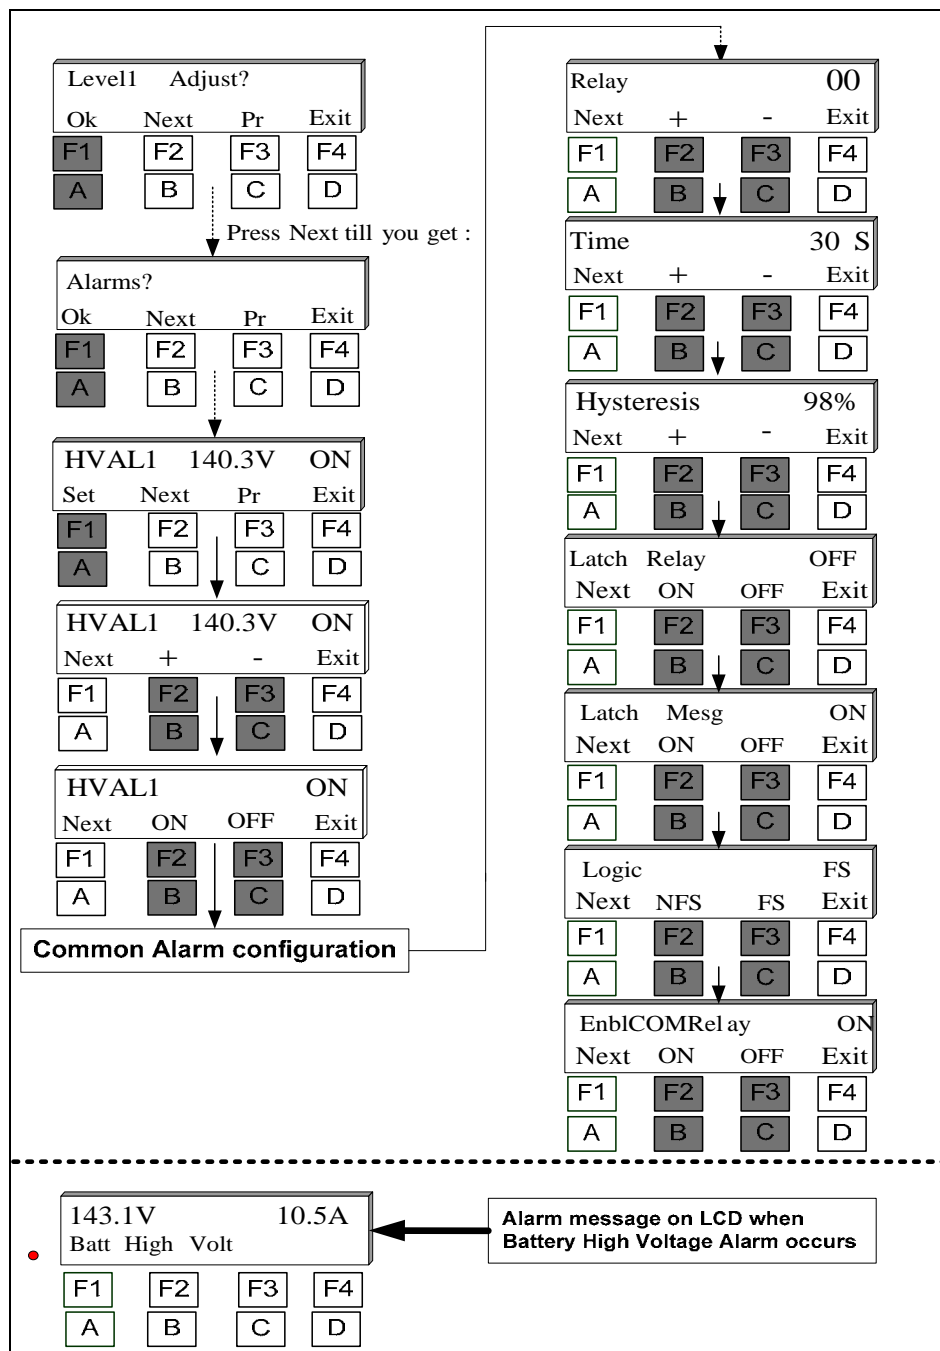 Level1 Adjust?
Ok Next Pr Exit
F1 F2 F3 F4
A B C D
Press Next till you get :
Alarms?
Ok Next Pr Exit
F1 F2 F3 F4
A B C D
HVAL1 140.3V ON
Set Next Pr Exit
F1 F2 F3 F4
A B C D
HVAL1 140.3V ON
Next + - Exit
F1 F2 F3 F4
A B C D
HVAL1 ON
Next ON OFF Exit
F1 F2 F3 F4
A B C D
Common Alarm configuration
Relay 00
Next + - Exit
F1 F2 F3 F4
A B C D
Time 30 S
Next + - Exit
F1 F2 F3 F4
A B C D
Hysteresis 98%
Next + - Exit
F1 F2 F3 F4
A B C D
Latch Relay OFF
Next ON OFF Exit
F1 F2 F3 F4
A B C D
Latch Mesg ON
Next ON OFF Exit
F1 F2 F3 F4
A B C D
Logic FS
Next NFS FS Exit
F1 F2 F3 F4
A B C D
EnblCOMRelay ON
Next ON OFF Exit
F1 F2 F3 F4
A B C D
143.1V 10.5A
Batt High Volt
F1 F2 F3 F4
A B C D
Alarm message on LCD when
Battery High Voltage Alarm occurs